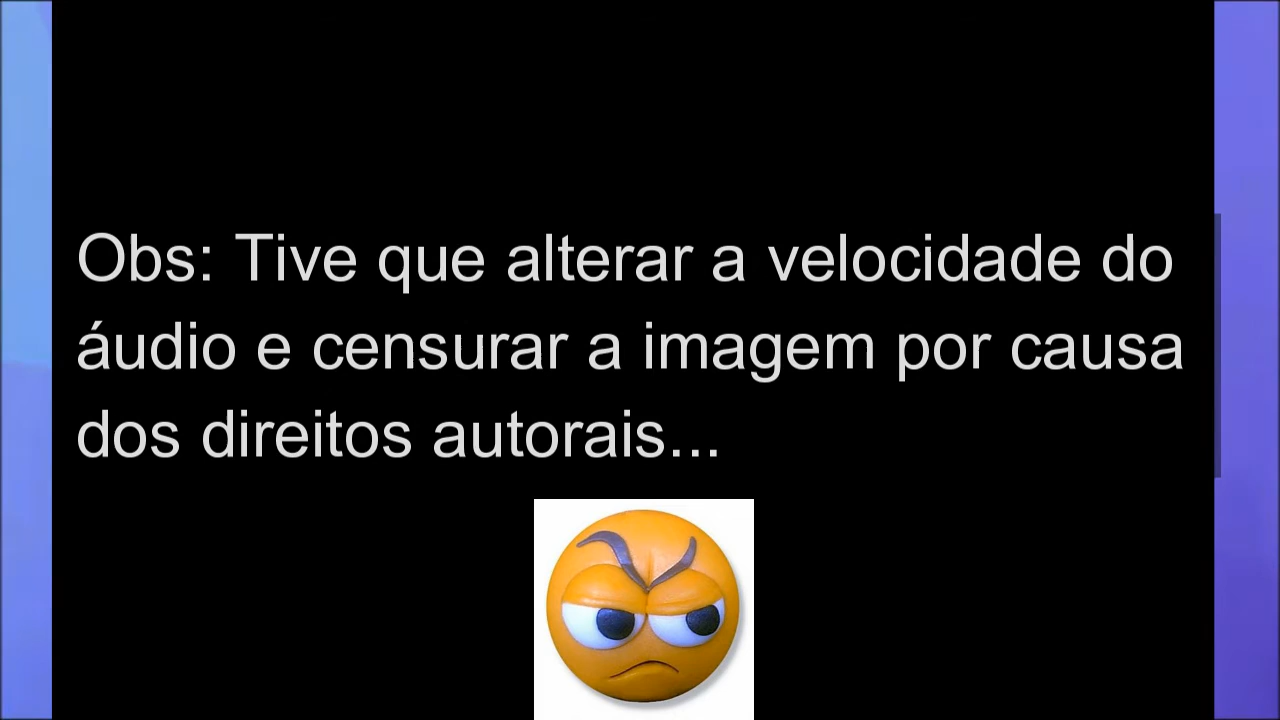 Obs: Tive que alterar a velocidade do
áudio e censurar a imagem por causa
dos direitos autorais...